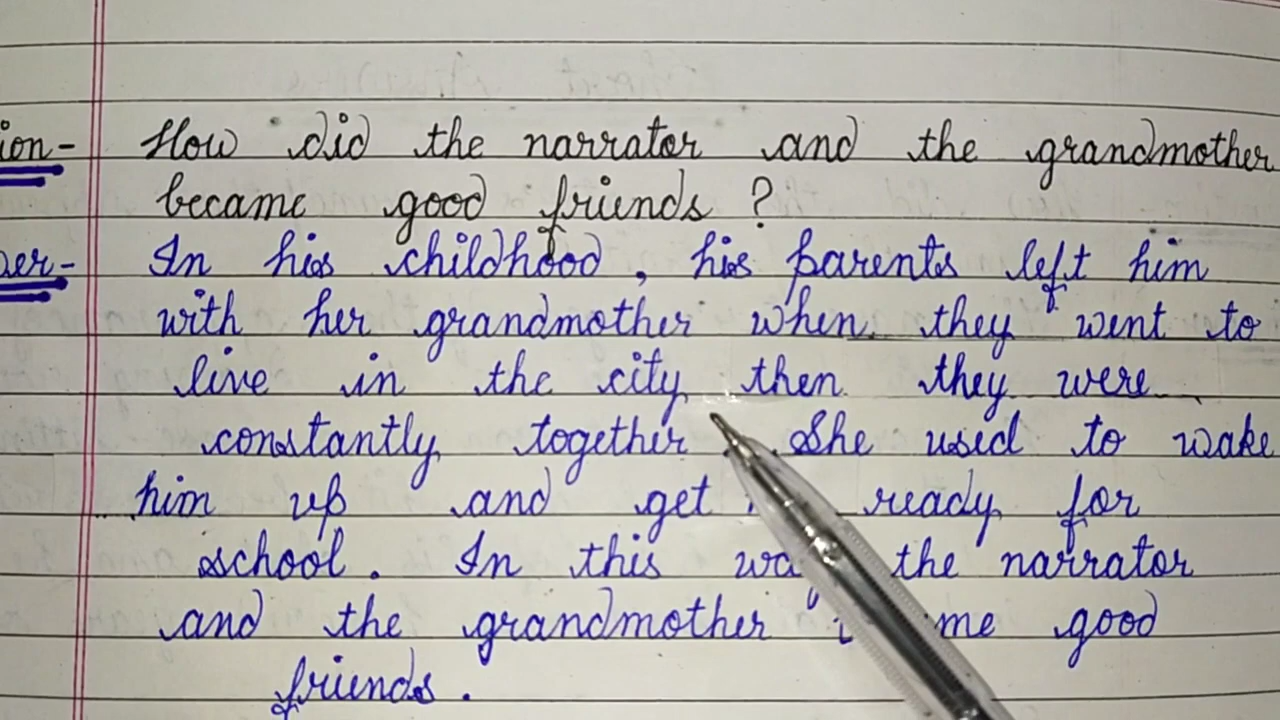 ion- How did the narrator and the grandmother
became good friends ?
er- In his childhood, his parents left him
with her grandmother when they went to
live in the city then they were
constantly together. She used to wake
him up and get ready for
school. In this the narrator
and the grandmother good
friends.